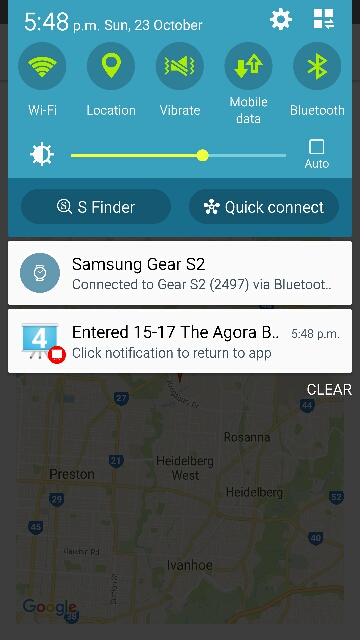 5:48 p.m. Sun, 23 October
Wi-Fi
Location
Vibrate
Mobile data
Bluetooth
Auto
S Finder
Quick connect
Samsung Gear S2
Connected to Gear S2 (2497) via Bluetoot..
4
Entered 15-17 The Agora B.. 5:48 p.m.
Click notification to return to app
CLEAR
27
46
Rosanna
21
Heidelberg
West
Preston
Heidelberg
29
52
45
40
Ivanhoe
Google